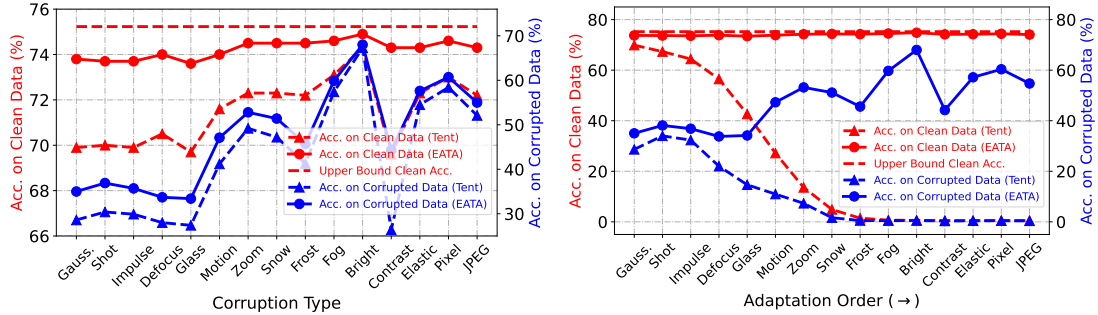 76
74
72
70
68
66
Acc. on Clean Data (%)
70
60
50
40
30
Acc. on Corrupted Data (%)
Acc. on Clean Data (Tent)
Acc. on Clean Data (EATA)
Upper Bound Clean Acc.
Acc. on Corrupted Data (Tent)
Acc. on Corrupted Data (EATA)
Gauss.
Shot
Impulse
Defocus
Glass
Motion
Zoom
Snow
Frost
Fog
Bright
Contrast
Elastic
Pixel
JPEG
Corruption Type
80
60
40
20
0
Acc. on Clean Data (%)
80
60
40
20
0
Acc. on Corrupted Data (%)
Acc. on Clean Data (Tent)
Acc. on Clean Data (EATA)
Upper Bound Clean Acc.
Acc. on Corrupted Data (Tent)
Acc. on Corrupted Data (EATA)
Gauss.
Shot
Impulse
Defocus
Glass
Motion
Zoom
Snow
Frost
Fog
Bright
Contrast
Elastic
Pixel
JPEG
Adaptation Order (→)